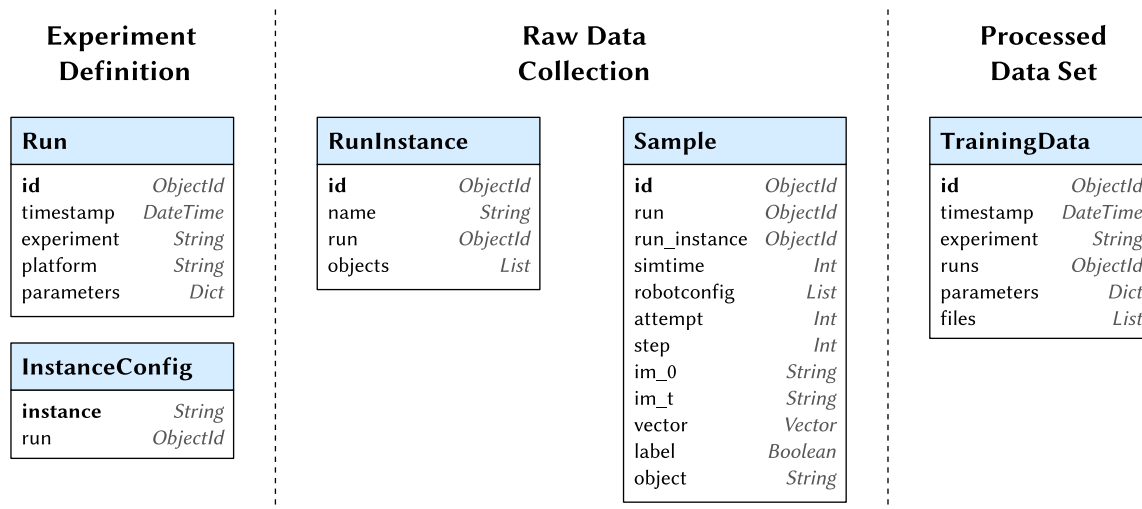 Experiment
Definition
Run
id ObjectId
timestamp DateTime
experiment String
platform String
parameters Dict
InstanceConfig
instance String
run ObjectId
Raw Data
Collection
RunInstance
id ObjectId
name String
run ObjectId
objects List
Sample
id ObjectId
run ObjectId
run_instance ObjectId
simtime Int
robotconfig List
attempt Int
step Int
im_0 String
im_t String
vector Vector
label Boolean
object String
Processed
Data Set
TrainingData
id ObjectId
timestamp DateTime
experiment String
runs ObjectId
parameters Dict
files List